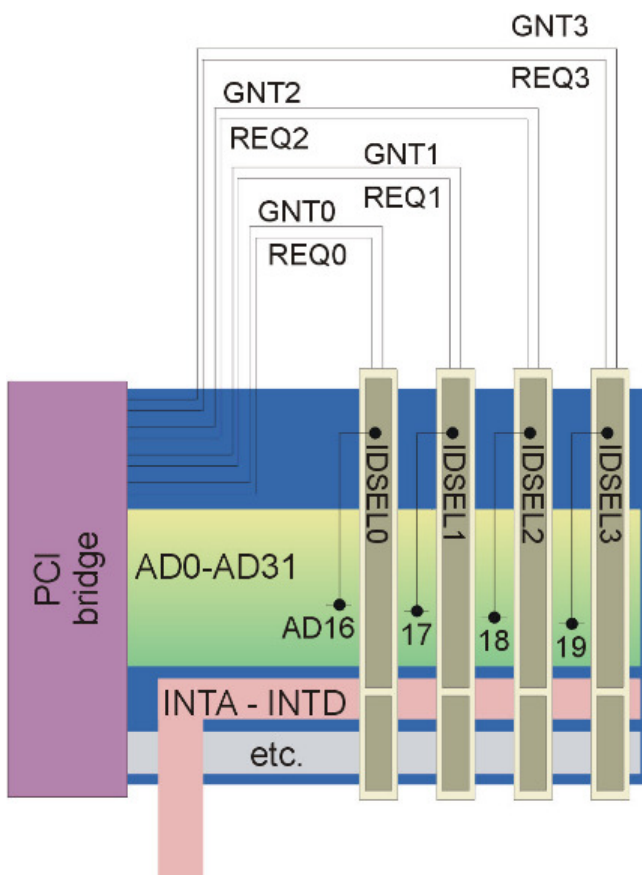 GNT3
REQ3
GNT2
REQ2
GNT1
REQ1
GNT0
REQ0
IDSEL0
IDSEL1
IDSEL2
IDSEL3
PCI
bridge
AD0-AD31
AD16
17
18
19
INTA - INTD
etc.